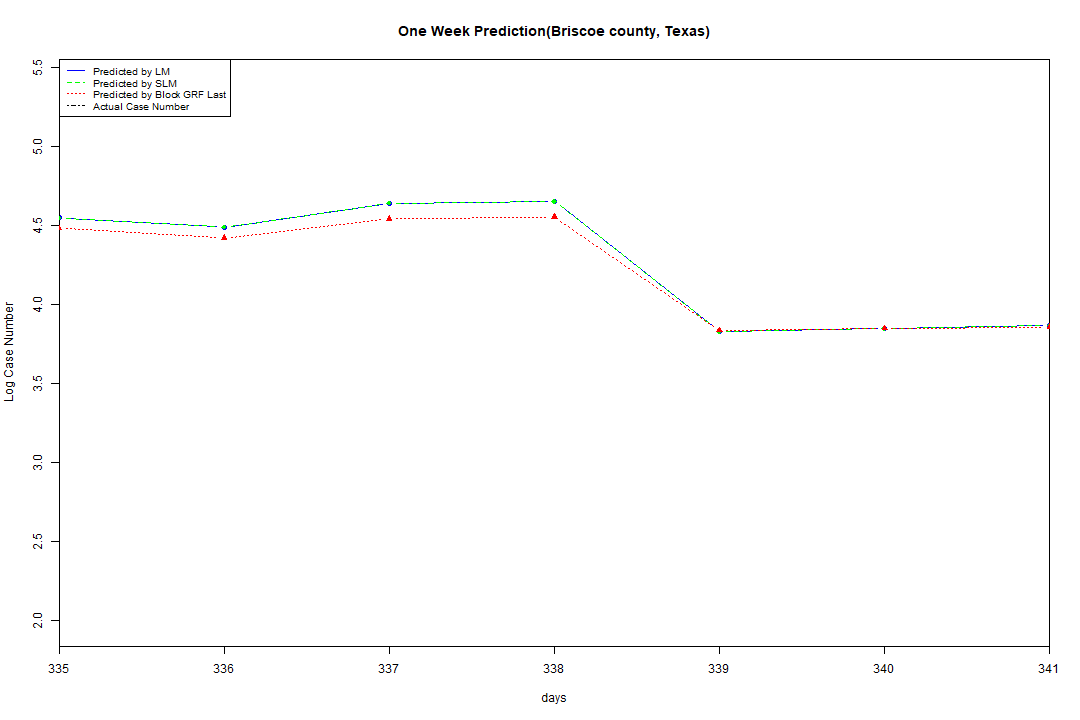 One Week Prediction(Briscoe county, Texas)
Predicted by LM
Predicted by SLM
Predicted by Block GRF Last
Actual Case Number
5.5
5.0
4.5
4.0
3.5
3.0
2.5
2.0
Log Case Number
335 336 337 338 339 340 341
days